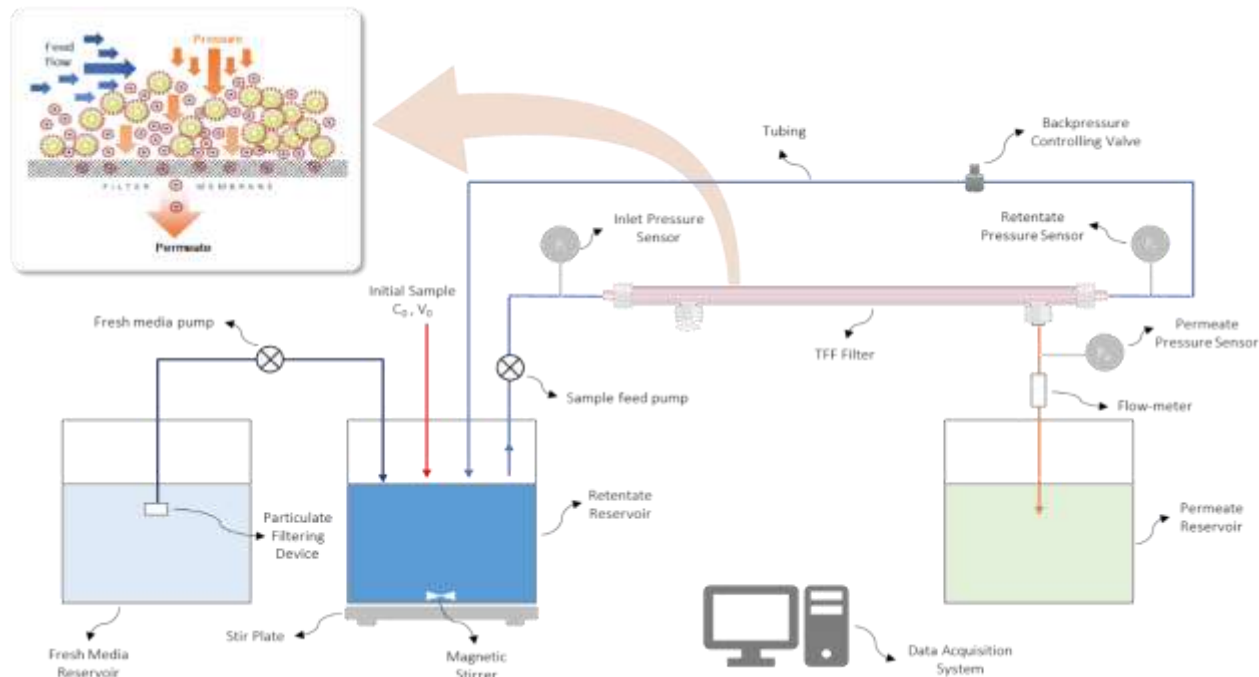 Feed
flow
Pressure
FILTER MEMBRANE
Permeate
Tubing
Backpressure
Controlling Valve
Inlet Pressure
Sensor
Retentate
Pressure Sensor
Initial Sample
C₀ , V₀
Fresh media pump
TFF Filter
Permeate
Pressure Sensor
Sample feed pump
Flow-meter
Particulate
Filtering
Device
Retentate
Reservoir
Permeate
Reservoir
Stir Plate
Fresh Media
Reservoir
Magnetic
Stirrer
Data Acquisition
System